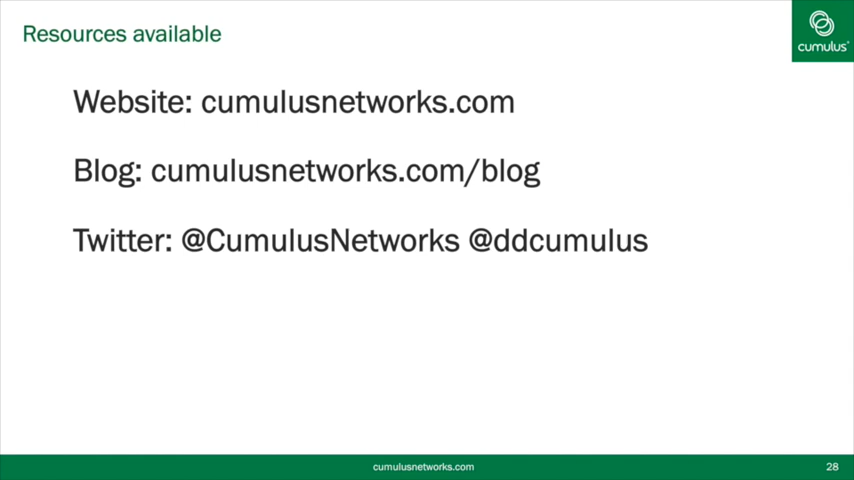 Resources available
cumulus
Website: cumulusnetworks.com
Blog: cumulusnetworks.com/blog
Twitter: @CumulusNetworks @ddcumulus
cumulusnetworks.com
28